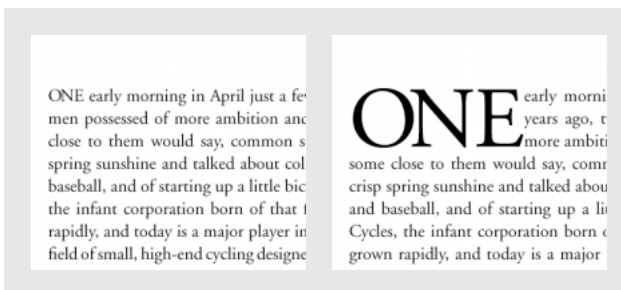 ONE early morning in April just a few
men possessed of more ambition and
close to them would say, common s
spring sunshine and talked about col
baseball, and of starting up a little bic
the infant corporation born of that f
rapidly, and today is a major player in
field of small, high-end cycling designe
ONE early morni
years ago, t
more ambiti
some close to them would say, comm
crisp spring sunshine and talked abou
and baseball, and of starting up a li
Cycles, the infant corporation born o
grown rapidly, and today is a major